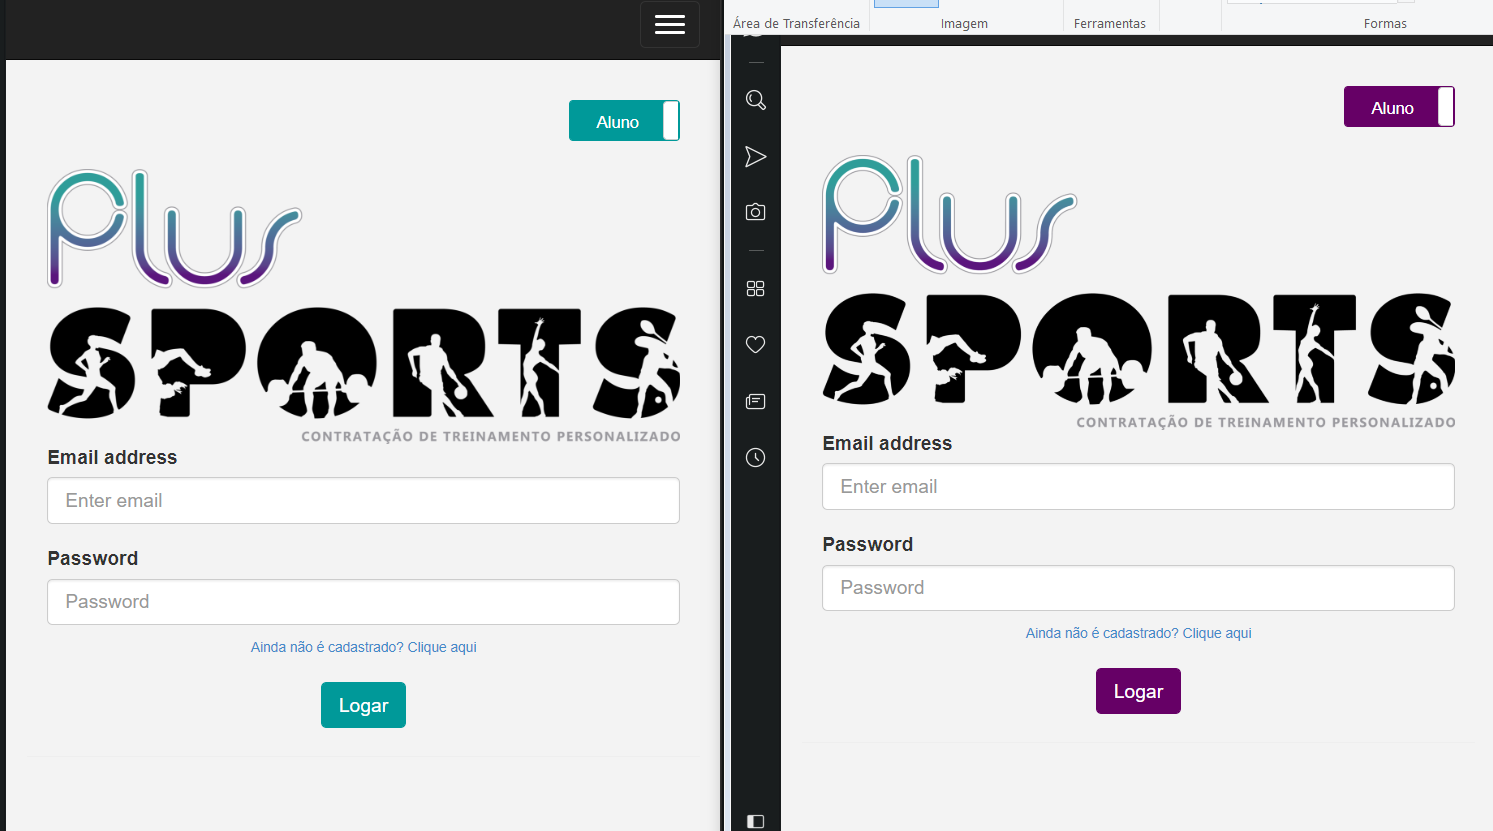 Aluno
Plus
SPORTS
CONTRATAÇÃO DE TREINAMENTO PERSONALIZADO
Email address
Enter email
Password
Password
Ainda não é cadastrado? Clique aqui
Logar
Área de Transferência
Imagem
Ferramentas
Formas
Aluno
Plus
SPORTS
CONTRATAÇÃO DE TREINAMENTO PERSONALIZADO
Email address
Enter email
Password
Password
Ainda não é cadastrado? Clique aqui
Logar